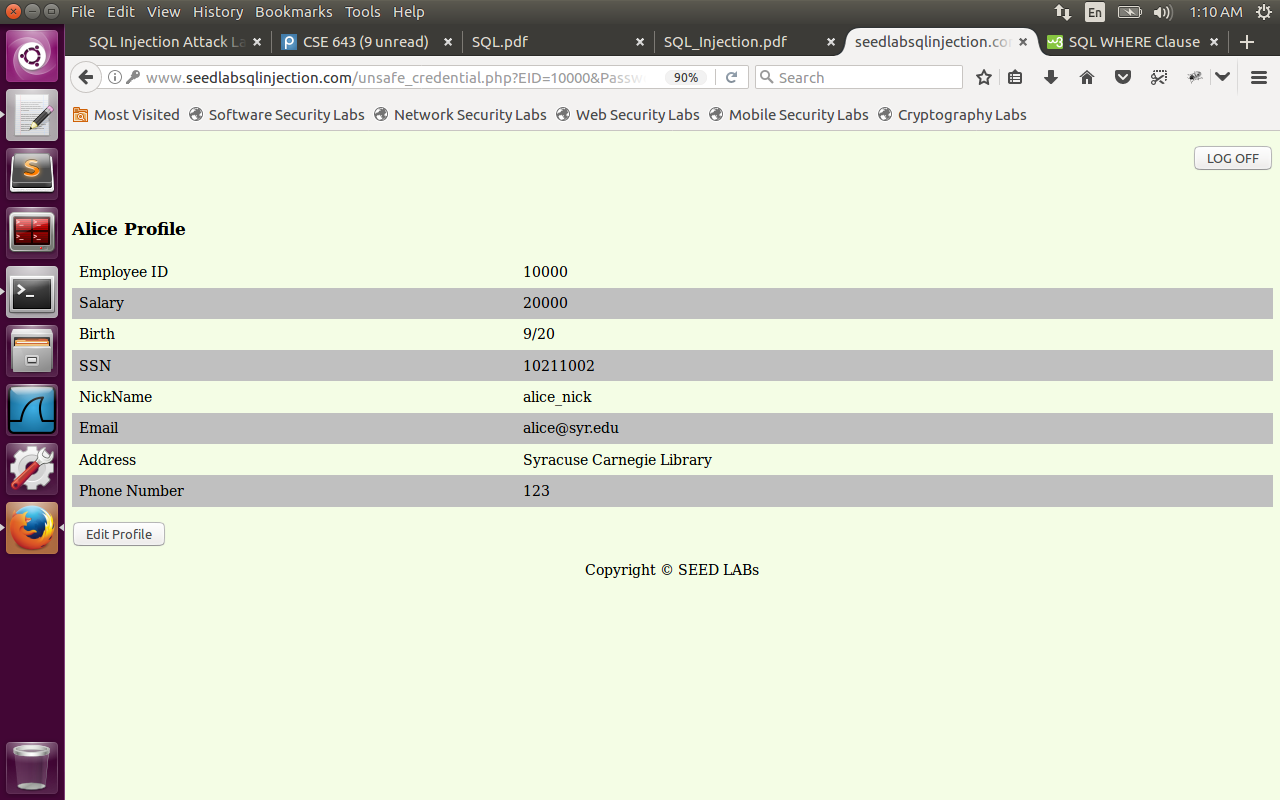 File Edit View History Bookmarks Tools Help En 1:10 AM
SQL Injection Attack La CSE 643 (9 unread) SQL.pdf SQL_Injection.pdf seedlabsqlinjection.co SQL WHERE Clause
www.seedlabsqlinjection.com/unsafe_credential.php?EID=10000&Passw 90% Search
Most Visited Software Security Labs Network Security Labs Web Security Labs Mobile Security Labs Cryptography Labs
LOG OFF
Alice Profile
Employee ID 10000
Salary 20000
Birth 9/20
SSN 10211002
NickName alice_nick
Email alice@syr.edu
Address Syracuse Carnegie Library
Phone Number 123
Edit Profile
Copyright © SEED LABs